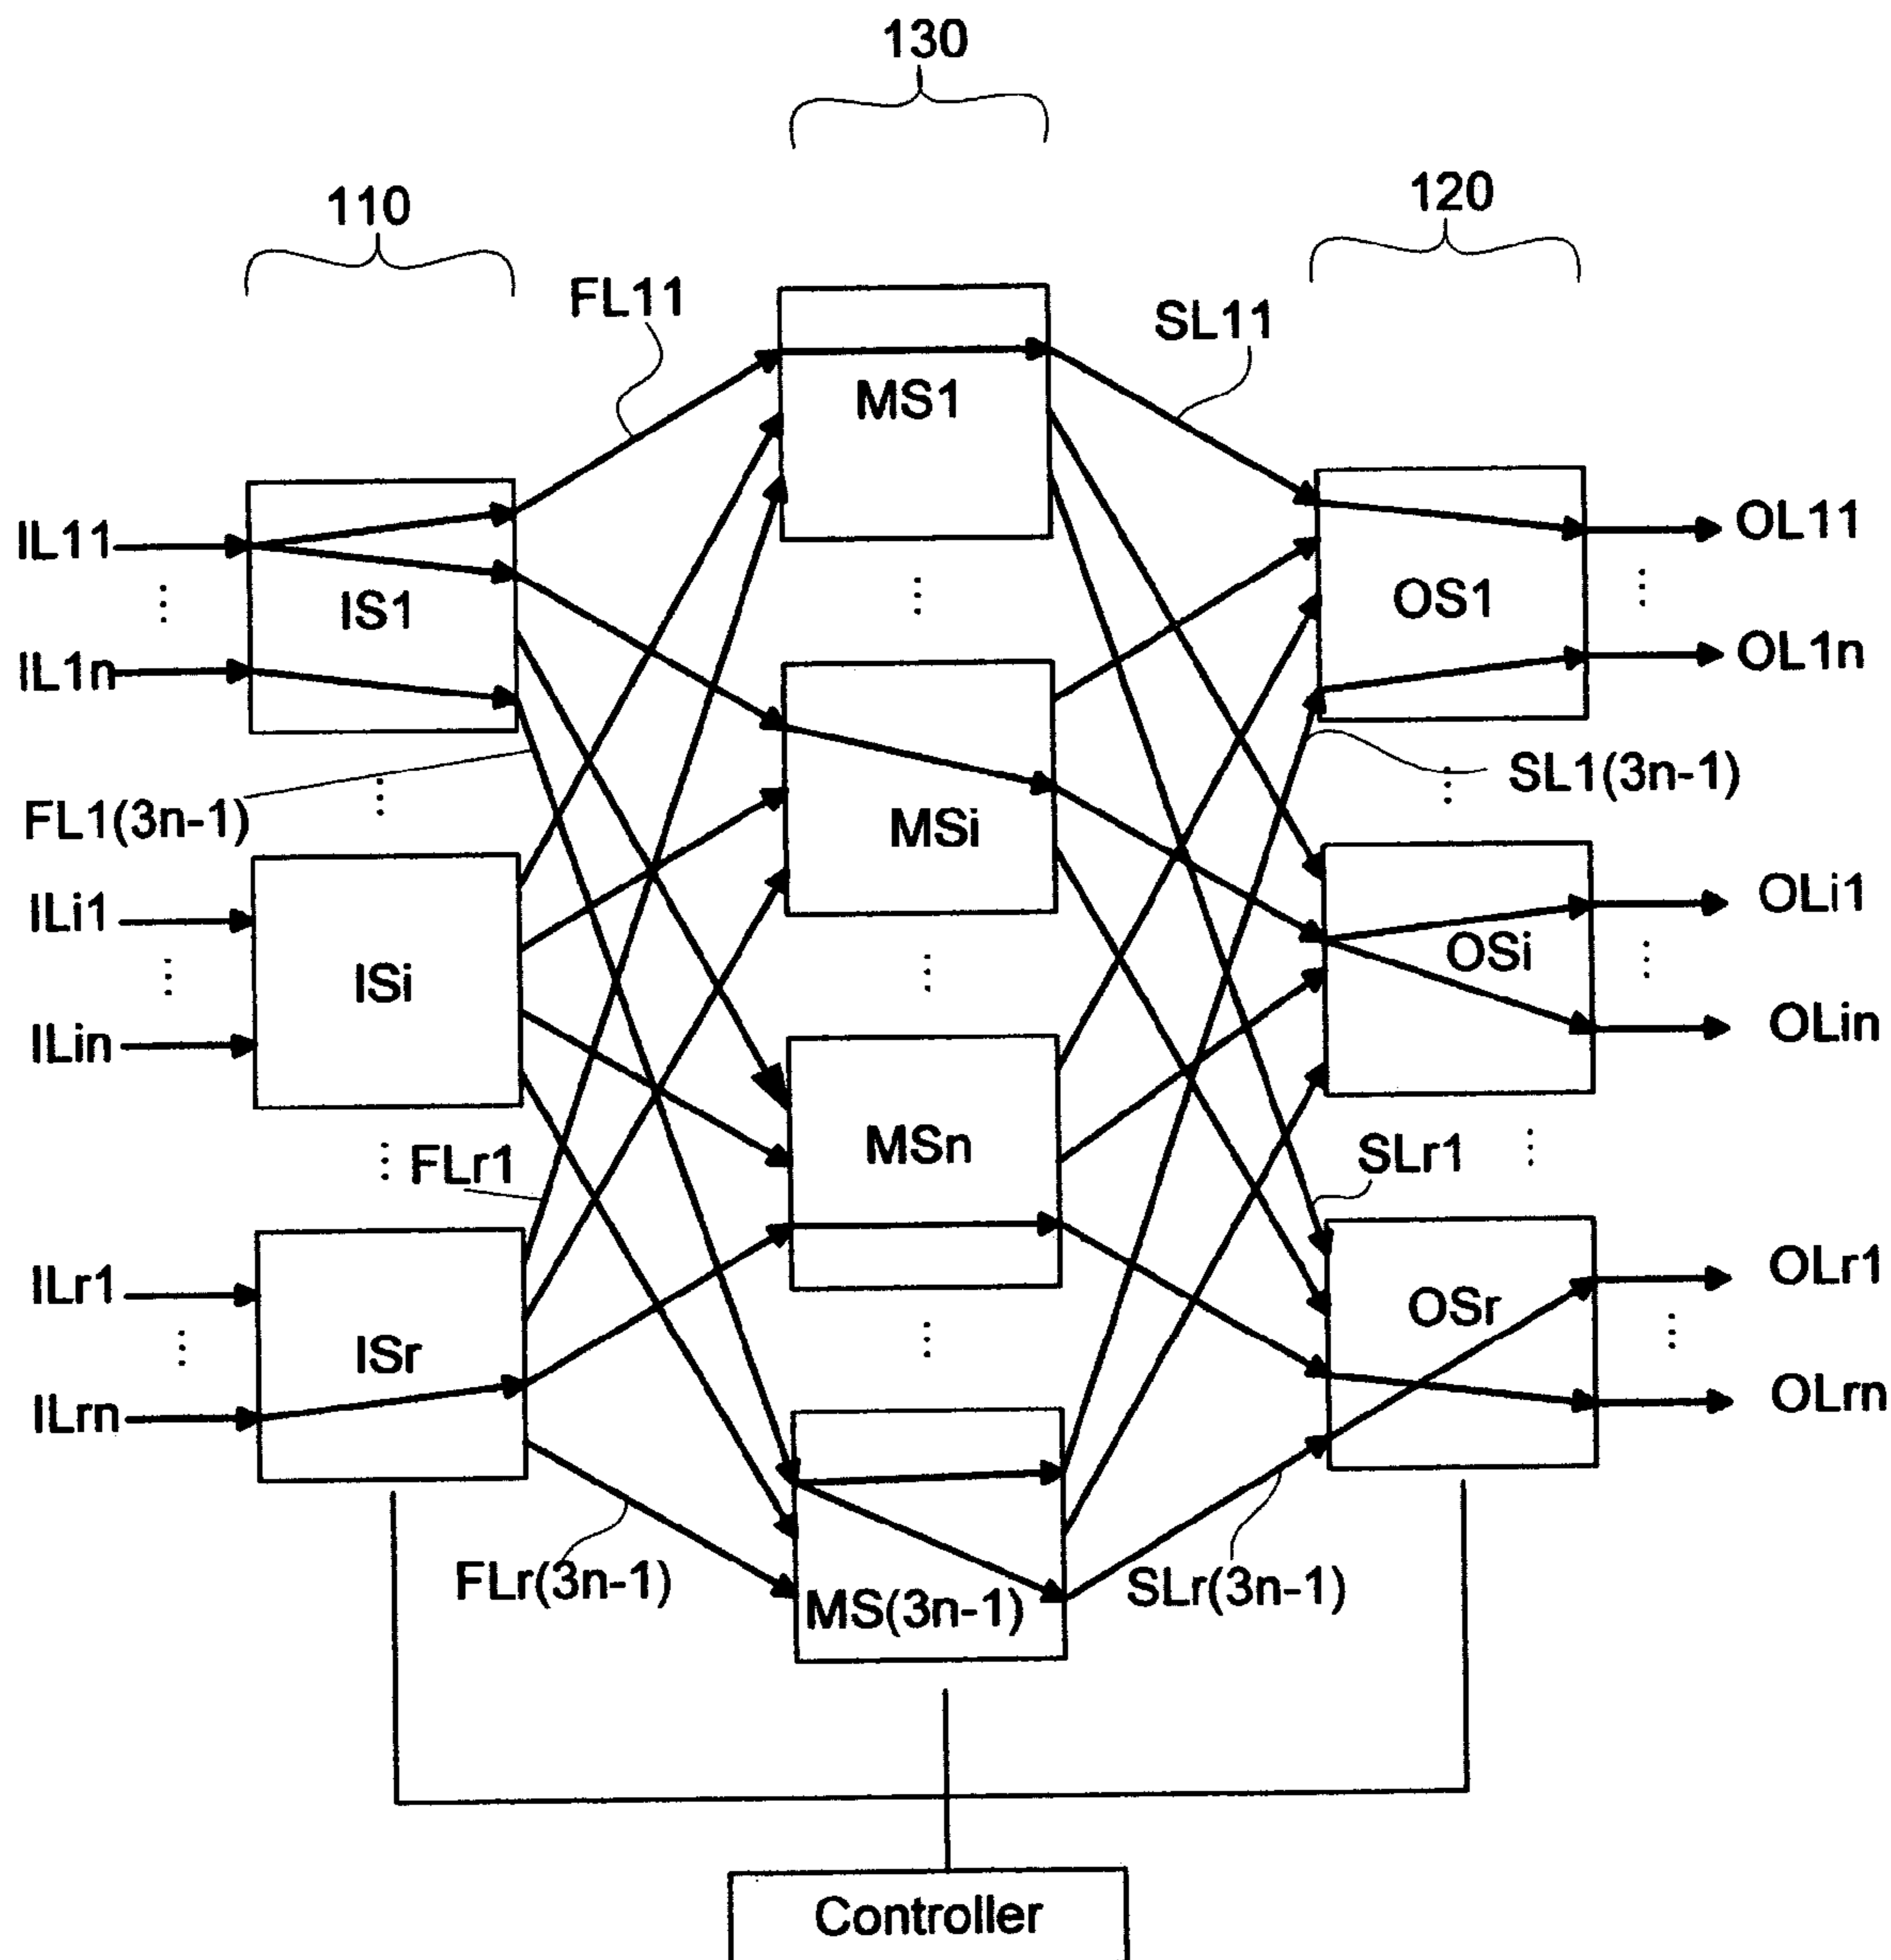 130
110
120
FL11
SL11
MS1
IL11
IS1
IL1n
OL11
OS1
OL1n
FL1(3n-1)
SL1(3n-1)
MSi
ILi1
ISi
ILin
OLi1
OSi
OLin
MSn
FLr1
SLr1
ILr1
ISr
ILrn
OLr1
OSr
OLrn
FLr(3n-1)
SLr(3n-1)
MS(3n-1)
Controller